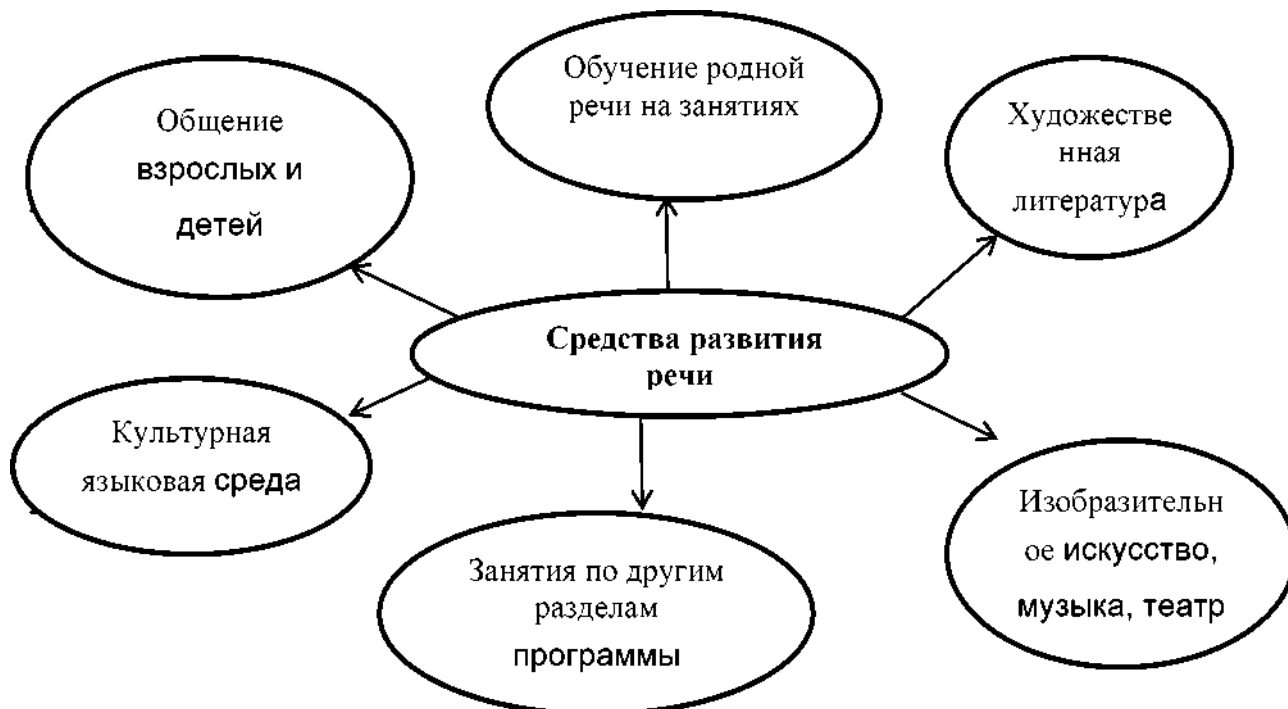 Обучение родной
речи на занятиях
Общение
взрослых и
детей
Художестве
нная
литература
Средства развития
речи
Культурная
языковая среда
Изобразительн
ое искусство,
музыка, театр
Занятия по другим
разделам
программы